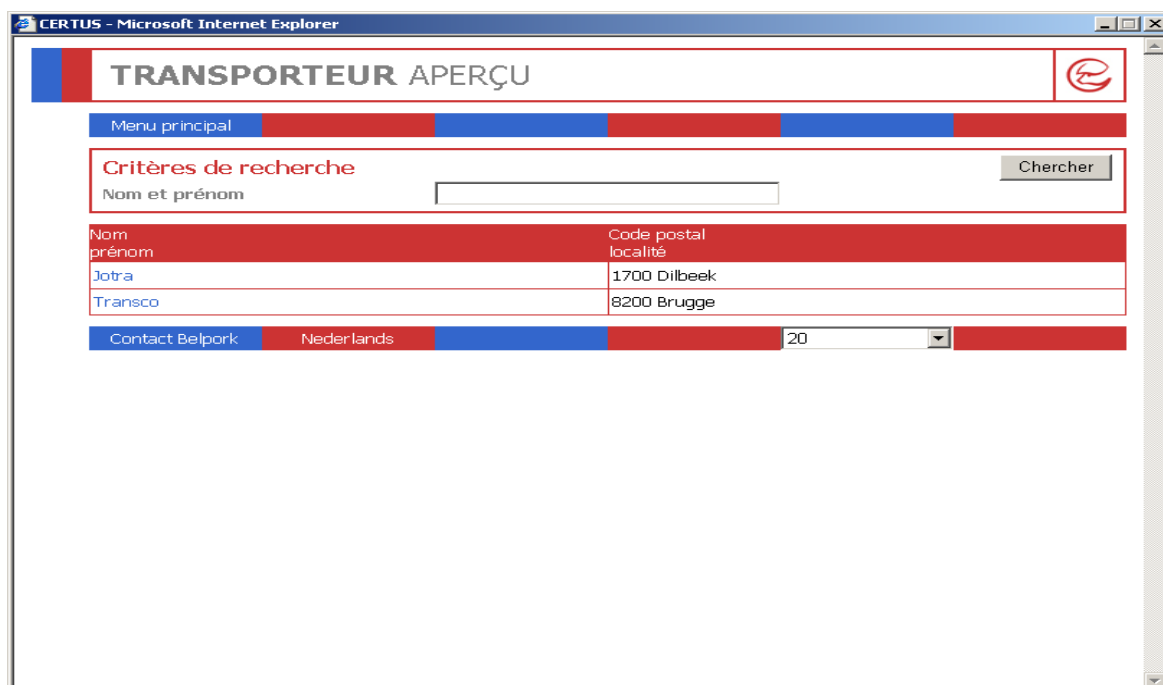 CERTUS - Microsoft Internet Explorer
TRANSPORTEUR APERÇU
Menu principal
Critères de recherche
Chercher
Nom et prénom
Nom
prénom
Code postal
localité
Jotra 1700 Dilbeek
Transco 8200 Brugge
Contact Belpork Nederlands 20